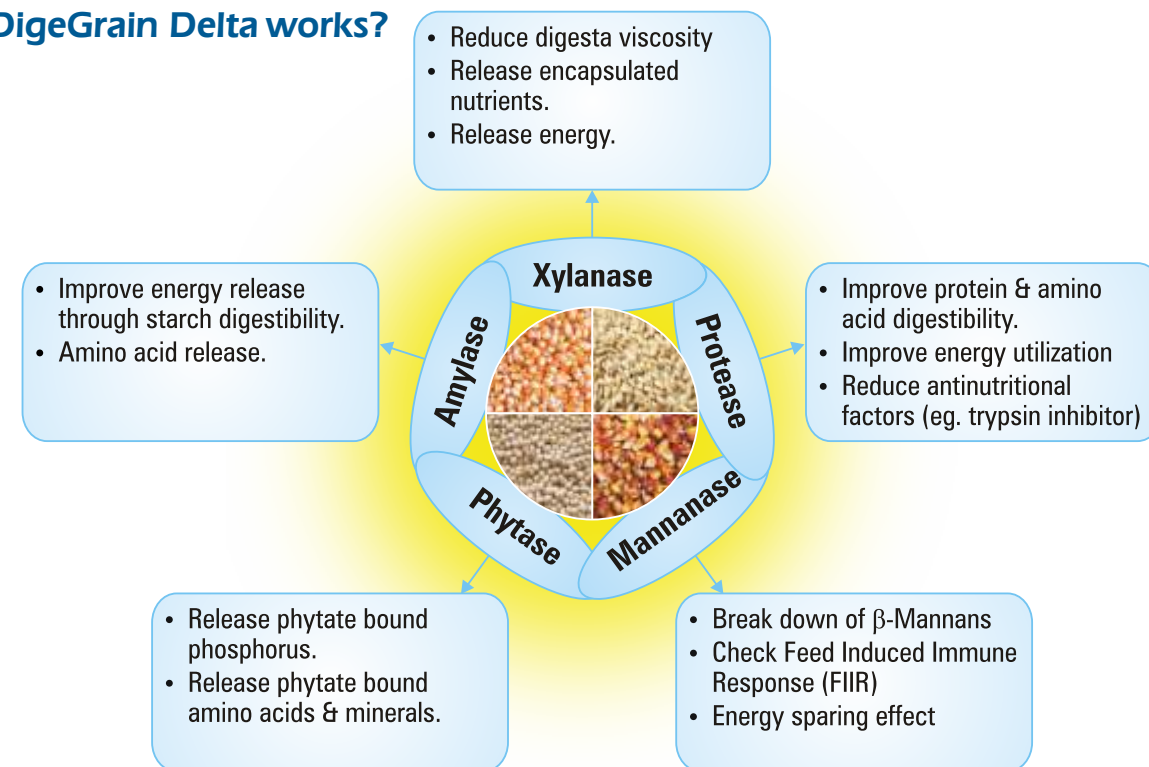 DigeGrain Delta works?
• Reduce digesta viscosity
• Release encapsulated
nutrients.
• Release energy.
Xylanase
Amylase
Protease
Phytase
Mannanase
• Improve energy release
through starch digestibility.
• Amino acid release.
• Improve protein & amino
acid digestibility.
• Improve energy utilization
• Reduce antinutritional
factors (eg. trypsin inhibitor)
• Release phytate bound
phosphorus.
• Release phytate bound
amino acids & minerals.
• Break down of β-Mannans
• Check Feed Induced Immune
Response (FIIR)
• Energy sparing effect